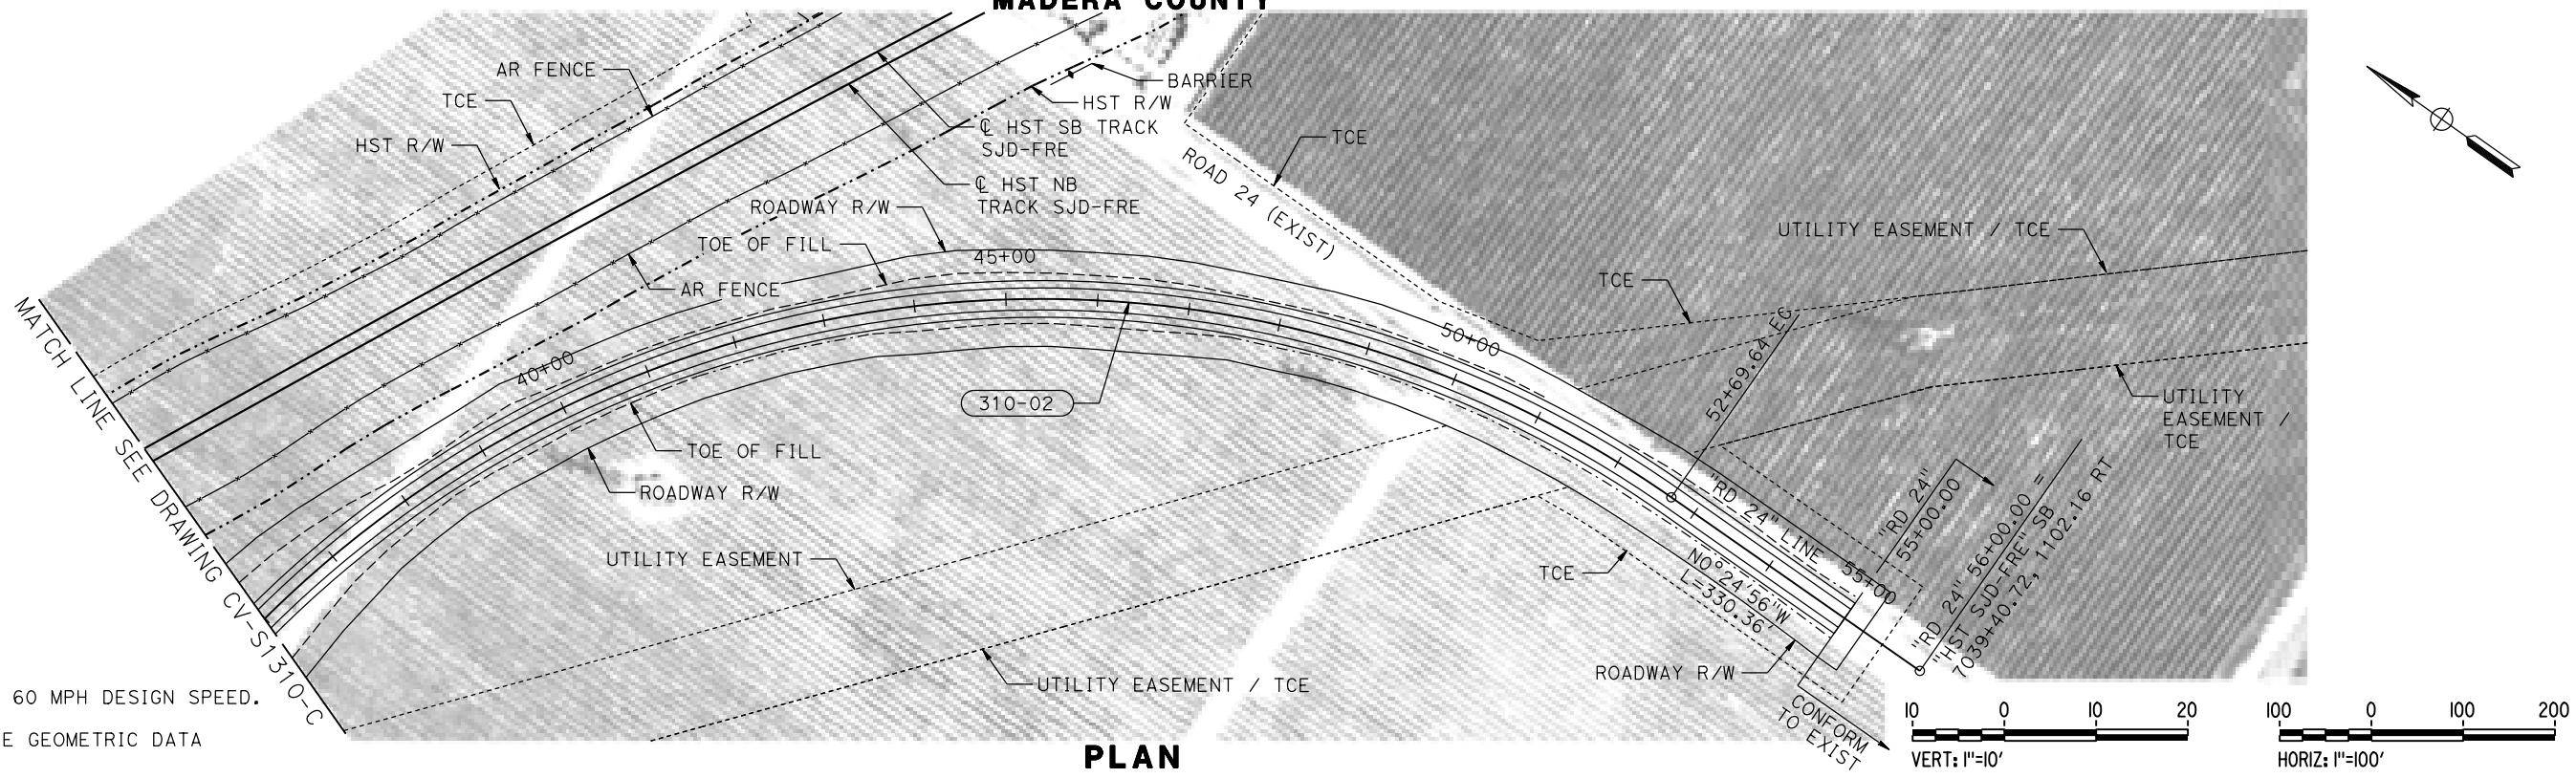 MADERA COUNTY
AR FENCE
TCE
HST R/W
BARRIER
HST R/W
℄ HST SB TRACK
SJD-FRE
℄ HST NB
TRACK SJD-FRE
ROADWAY R/W
TOE OF FILL
45+00
AR FENCE
40+00
TCE
ROAD 24 (EXIST)
UTILITY EASEMENT / TCE
TCE
50+00
52+69.64 EC
310-02
TOE OF FILL
ROADWAY R/W
UTILITY
EASEMENT /
TCE
MATCH LINE SEE DRAWING CV-S1310-C
UTILITY EASEMENT
UTILITY EASEMENT / TCE
"RD 24" LINE
"RD 24"
55+00.00
55+00
"RD 24" 56+00.00 =
"HST SJD-FRE" SB
7039+40.72, 1102.16 RT
N0°24'56"W
L=330.36'
TCE
ROADWAY R/W
CONFORM
TO EXIST
60 MPH DESIGN SPEED.
E GEOMETRIC DATA
PLAN
10 0 10 20
VERT: 1"=10'
100 0 100 200
HORIZ: 1"=100'